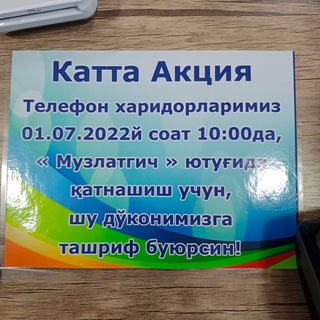 Катта Акция
Телефон харидорларимиз
01.07.2022й соат 10:00да,
« Музлатгич » ютуғида
қатнашиш учун,
шу дўконимизга
ташриф буюрсин!